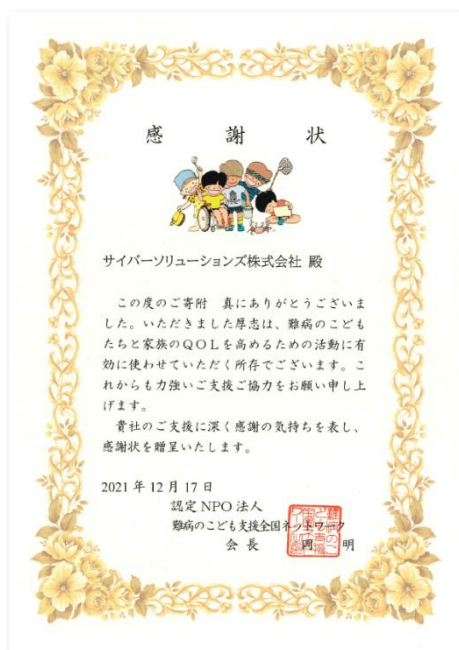 感謝状
サイバーソリューションズ株式会社 殿
この度のご寄附　真にありがとうございま
した。いただきました厚志は、難病のこども
たちと家族のＱＯＬを高めるための活動に有
効に使わせていただく所存でございます。こ
れからも力強いご支援ご協力をお願い申し上
げます。
貴社のご支援に深く感謝の気持ちを表し、
感謝状を贈呈いたします。
2021 年 12 月 17 日
認定 NPO 法人
難病のこども支援全国ネットワーク
会 長　岡　明